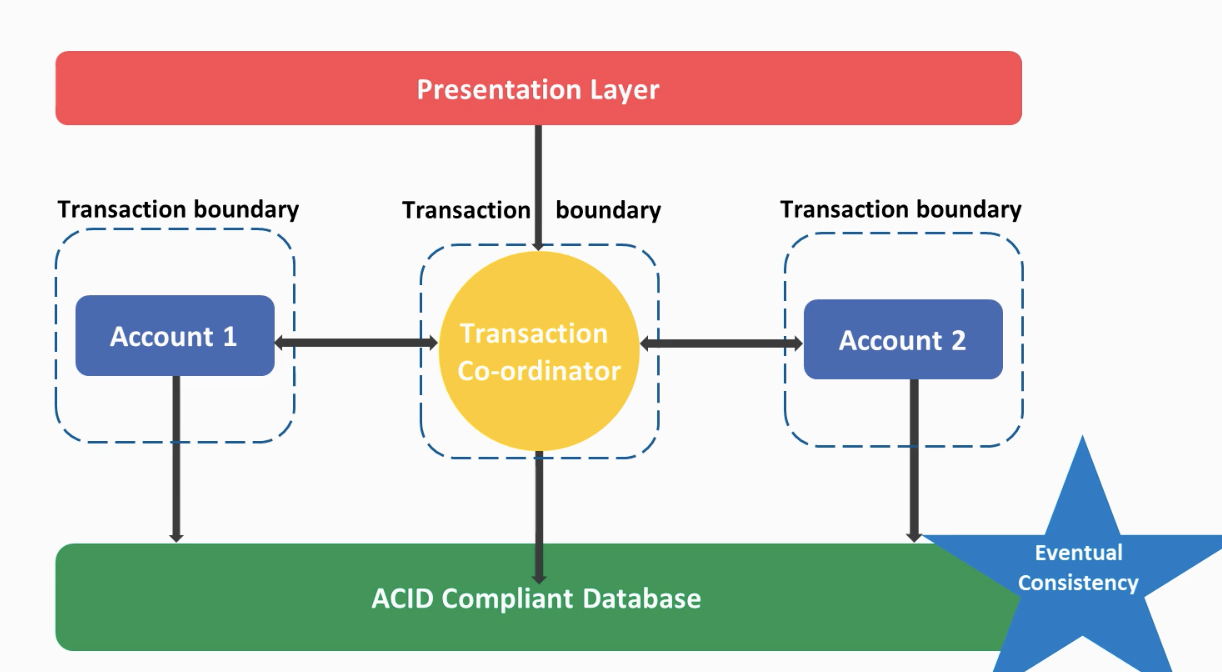 Presentation Layer
Transaction boundary
Transaction boundary
Transaction boundary
Account 1
Transaction
Co-ordinator
Account 2
Eventual
Consistency
ACID Compliant Database